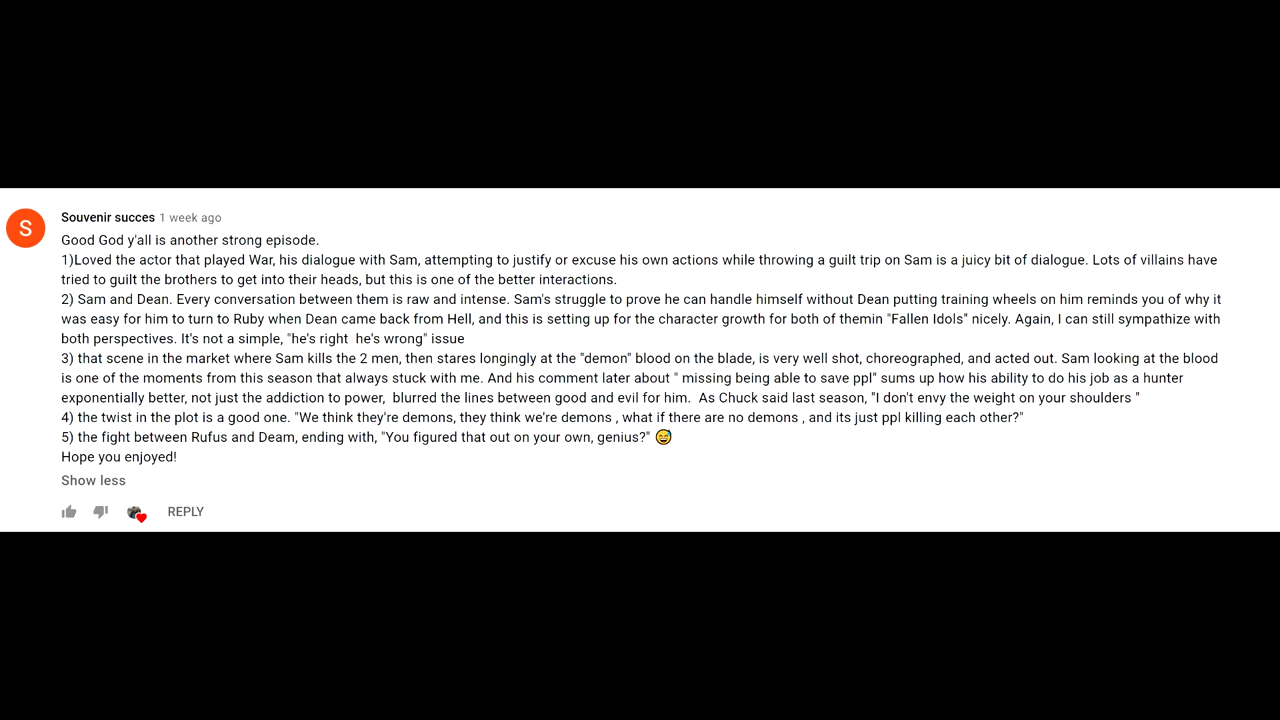 S
Souvenir succes 1 week ago
Good God y'all is another strong episode.
1)Loved the actor that played War, his dialogue with Sam, attempting to justify or excuse his own actions while throwing a guilt trip on Sam is a juicy bit of dialogue. Lots of villains have
tried to guilt the brothers to get into their heads, but this is one of the better interactions.
2) Sam and Dean. Every conversation between them is raw and intense. Sam's struggle to prove he can handle himself without Dean putting training wheels on him reminds you of why it
was easy for him to turn to Ruby when Dean came back from Hell, and this is setting up for the character growth for both of themin "Fallen Idols" nicely. Again, I can still sympathize with
both perspectives. It's not a simple, "he's right  he's wrong" issue
3) that scene in the market where Sam kills the 2 men, then stares longingly at the "demon" blood on the blade, is very well shot, choreographed, and acted out. Sam looking at the blood
is one of the moments from this season that always stuck with me. And his comment later about " missing being able to save ppl" sums up how his ability to do his job as a hunter
exponentially better, not just the addiction to power,  blurred the lines between good and evil for him.  As Chuck said last season, "I don't envy the weight on your shoulders "
4) the twist in the plot is a good one. "We think they're demons, they think we're demons , what if there are no demons , and its just ppl killing each other?"
5) the fight between Rufus and Deam, ending with, "You figured that out on your own, genius?" 😅
Hope you enjoyed!
Show less
REPLY